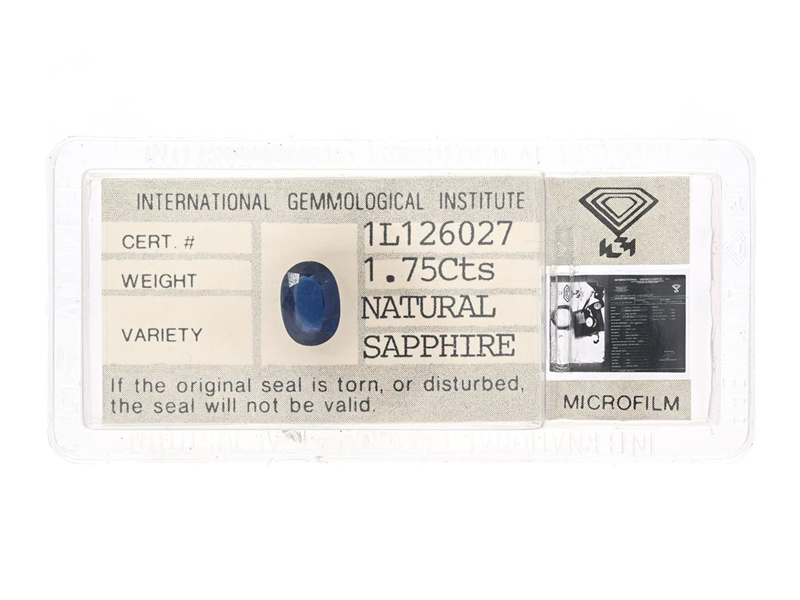 INTERNATIONAL GEMMOLOGICAL INSTITUTE
CERT. # 1L126027
WEIGHT 1.75Cts
VARIETY NATURAL
SAPPHIRE
If the original seal is torn, or disturbed,
the seal will not be valid.
MICROFILM